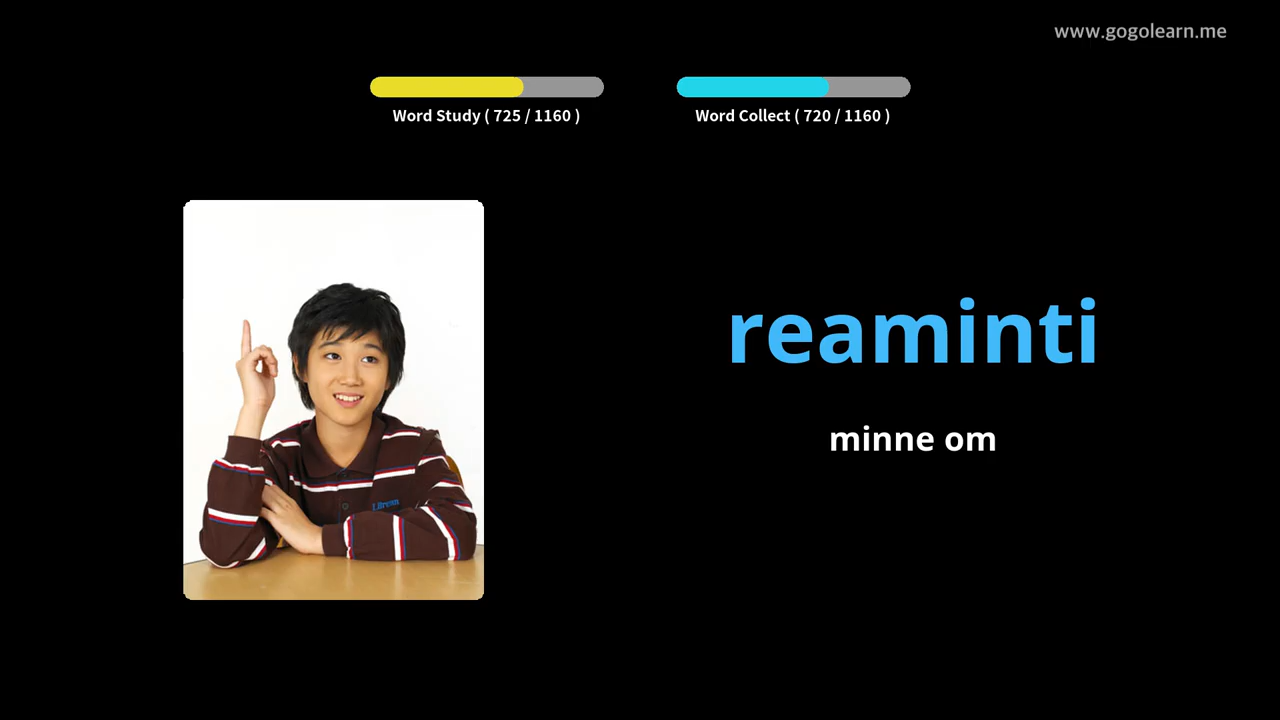 www.gogolearn.me
Word Study ( 725 / 1160 )
Word Collect ( 720 / 1160 )
reaminti
minne om